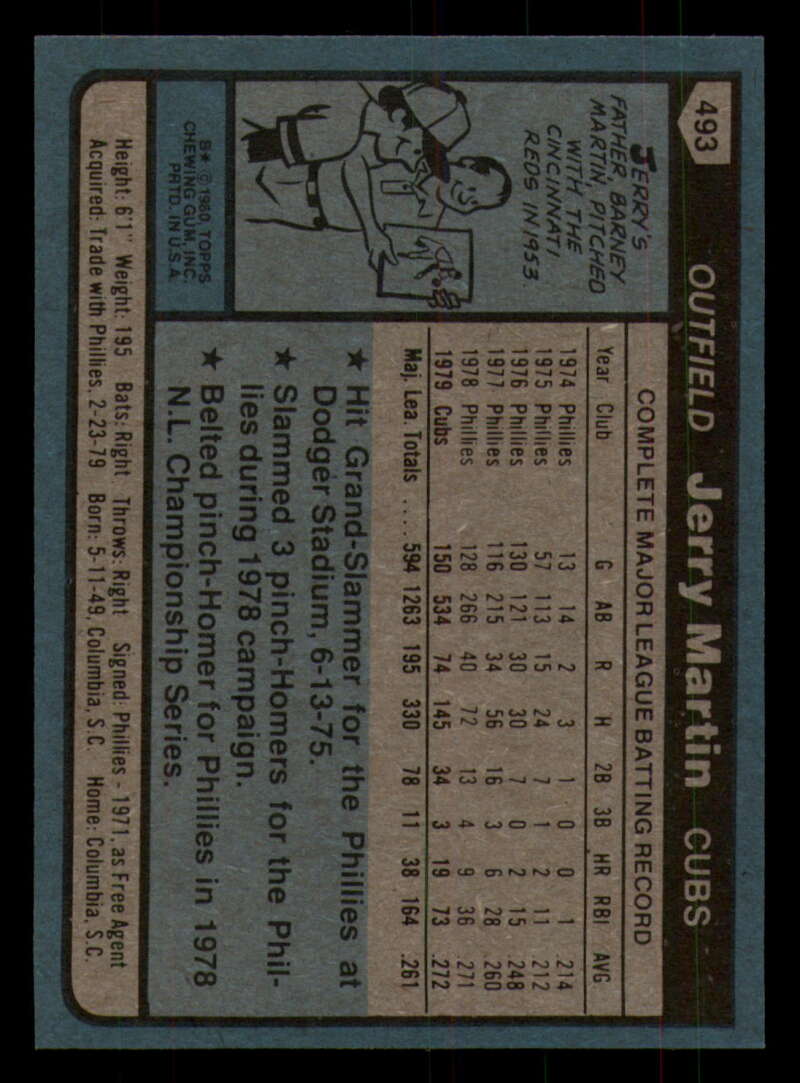 493
OUTFIELD Jerry Martin CUBS
JERRY'S
FATHER, BARNEY
MARTIN, PITCHED
WITH THE
CINCINNATI
REDS IN 1953.
B* © 1980 TOPPS
CHEWING GUM, INC.
PRTD. IN U.S.A.
COMPLETE MAJOR LEAGUE BATTING RECORD
Year Club G AB R H 2B 3B HR RBI AVG
1974 Phillies 13 14 2 3 1 0 0 1 .214
1975 Phillies 57 113 15 24 7 1 2 11 .212
1976 Phillies 130 121 30 30 7 0 2 15 .248
1977 Phillies 116 215 34 56 16 3 6 28 .260
1978 Phillies 128 266 40 72 13 4 9 36 .271
1979 Cubs 150 534 74 145 34 3 19 73 .272
Maj. Lea. Totals .... 594 1263 195 330 78 11 38 164 .261
★ Hit Grand-Slammer for the Phillies at
Dodger Stadium, 6-13-75.
★ Slammed 3 pinch-Homers for the Phil-
lies during 1978 campaign.
★ Belted pinch-Homer for Phillies in 1978
N.L. Championship Series.
Height: 6'1" Weight: 195 Bats: Right Throws: Right Signed: Phillies - 1971, as Free Agent
Acquired: Trade with Phillies, 2-23-79 Born: 5-11-49, Columbia, S.C. Home: Columbia, S.C.